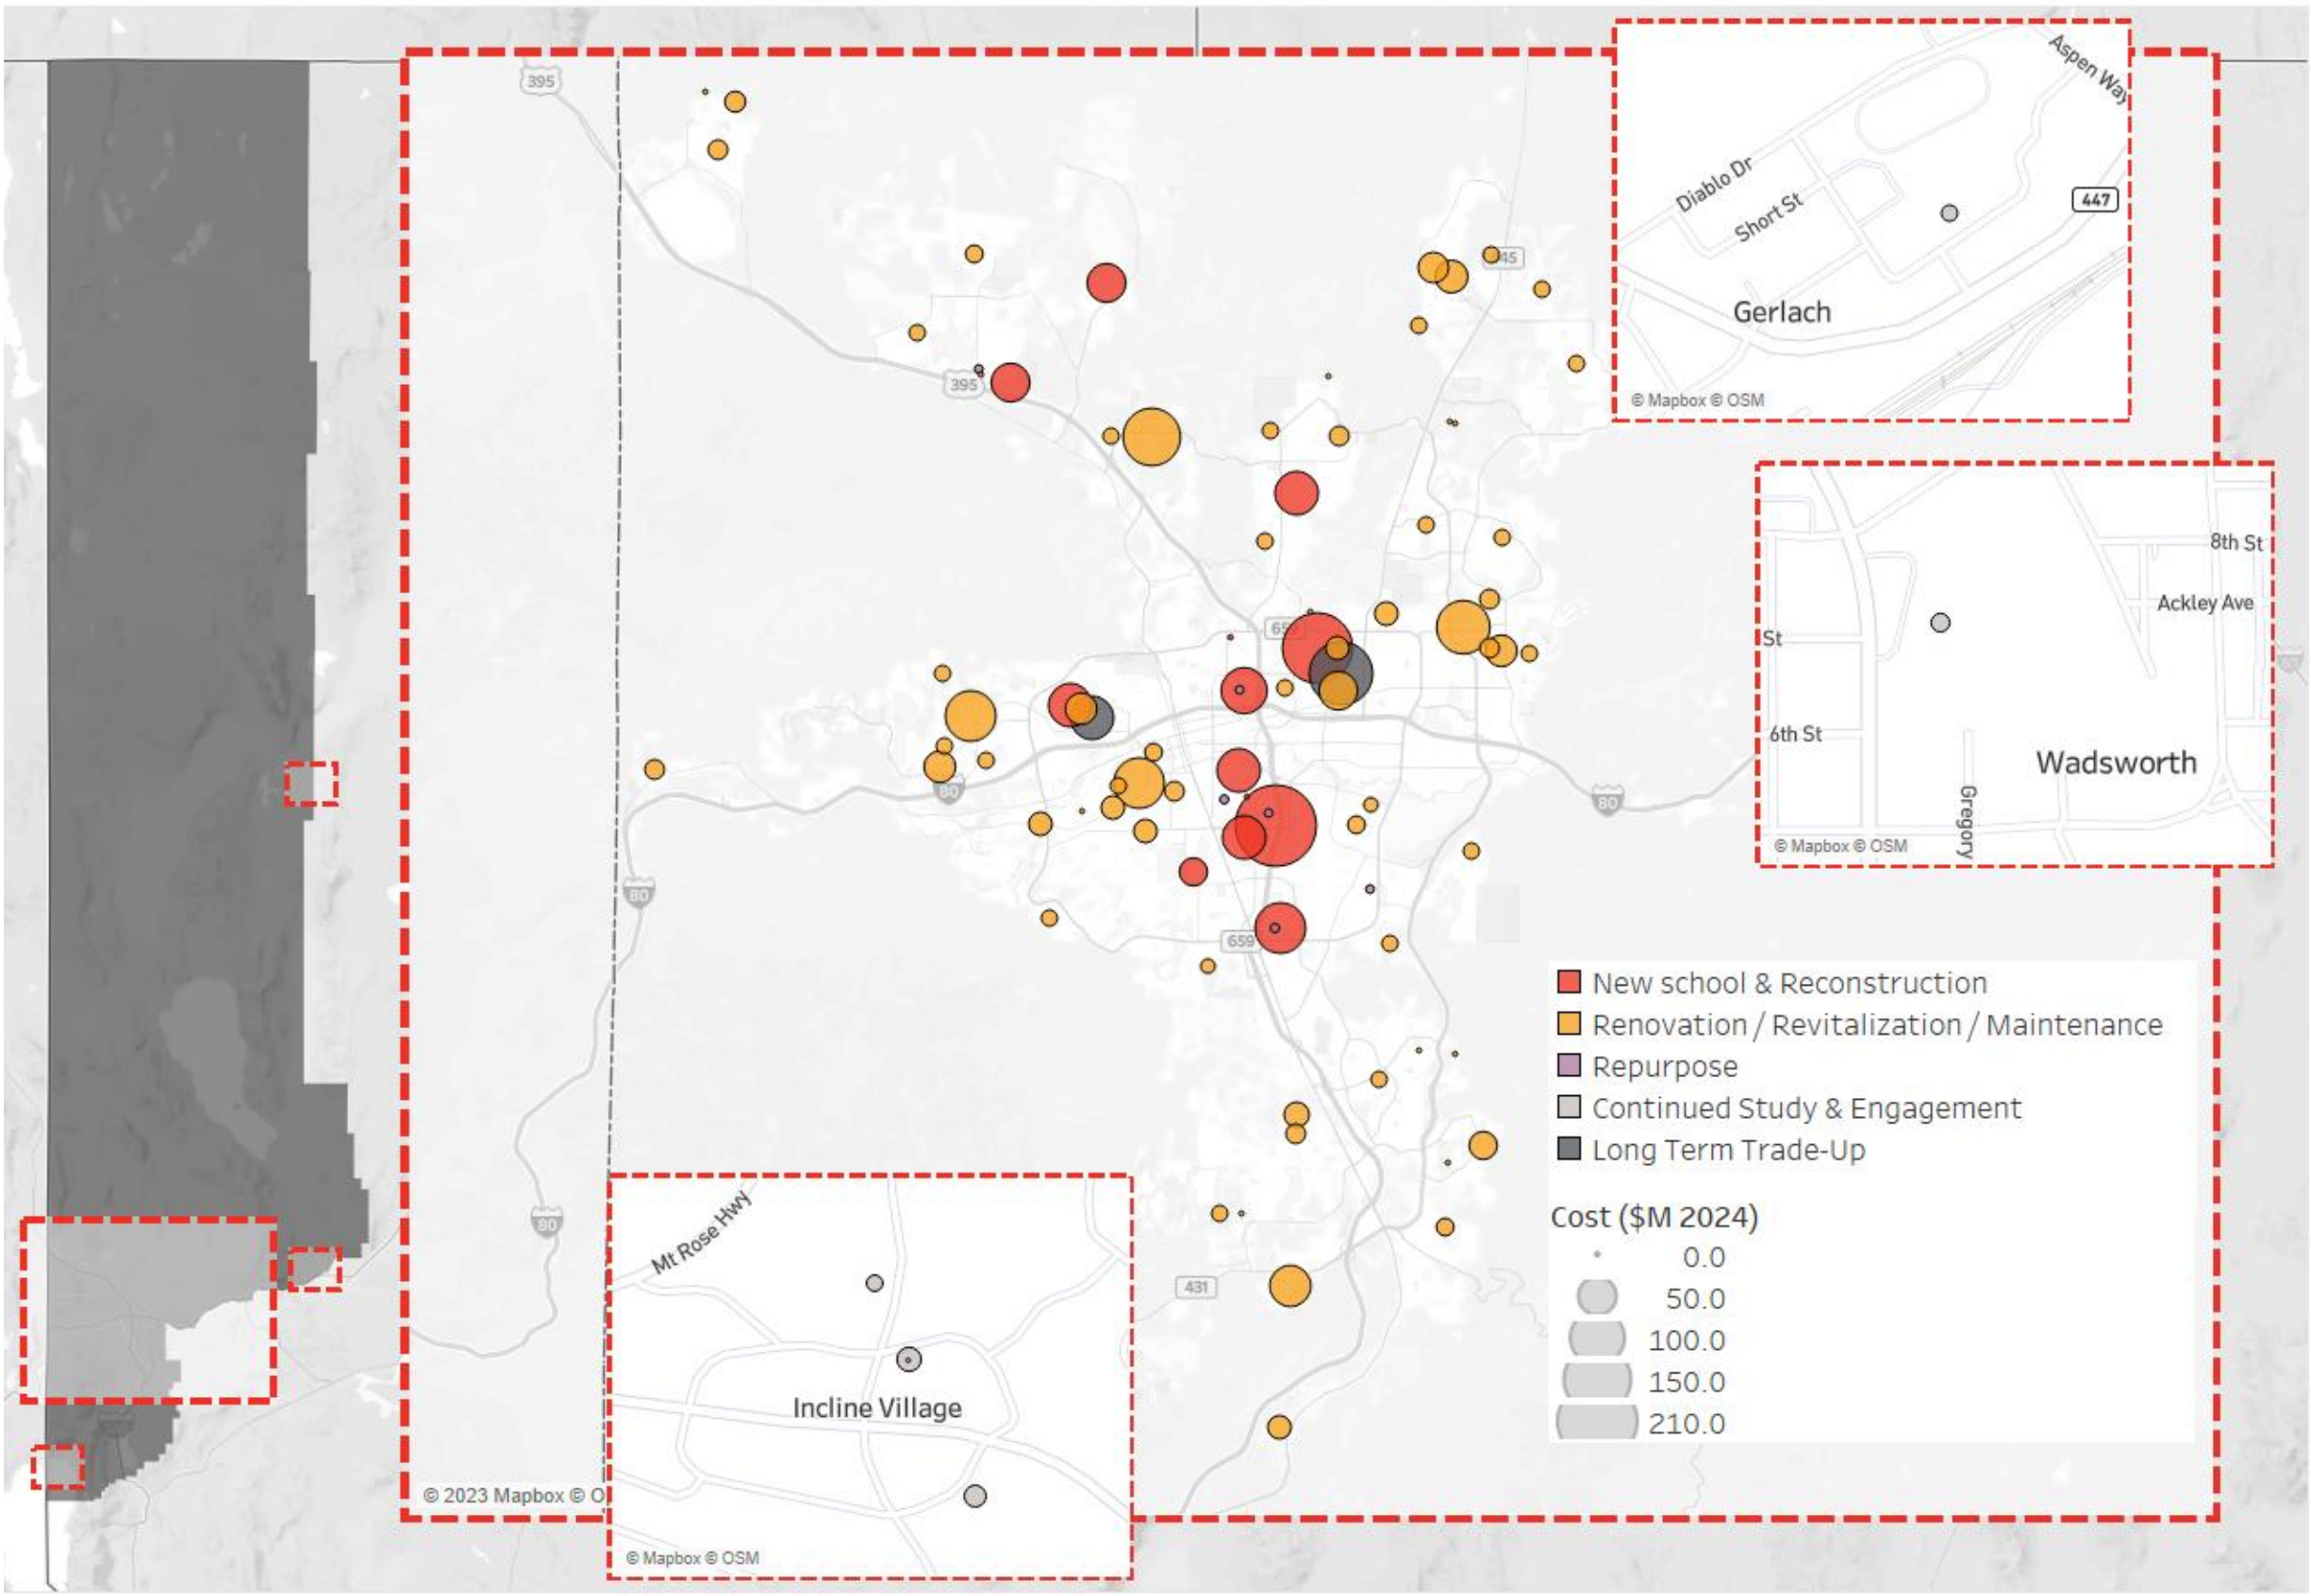 395
Aspen Way
Diablo Dr
447
Short St
45
Gerlach
© Mapbox © OSM
395
8th St
Ackley Ave
St
6th St
Wadsworth
Gregory
© Mapbox © OSM
65
80
80
80
659
New school & Reconstruction
Renovation / Revitalization / Maintenance
Repurpose
Continued Study & Engagement
Long Term Trade-Up
Cost ($M 2024)
0.0
50.0
100.0
150.0
210.0
80
431
Mt Rose Hwy
Incline Village
© 2023 Mapbox © O
© Mapbox © OSM